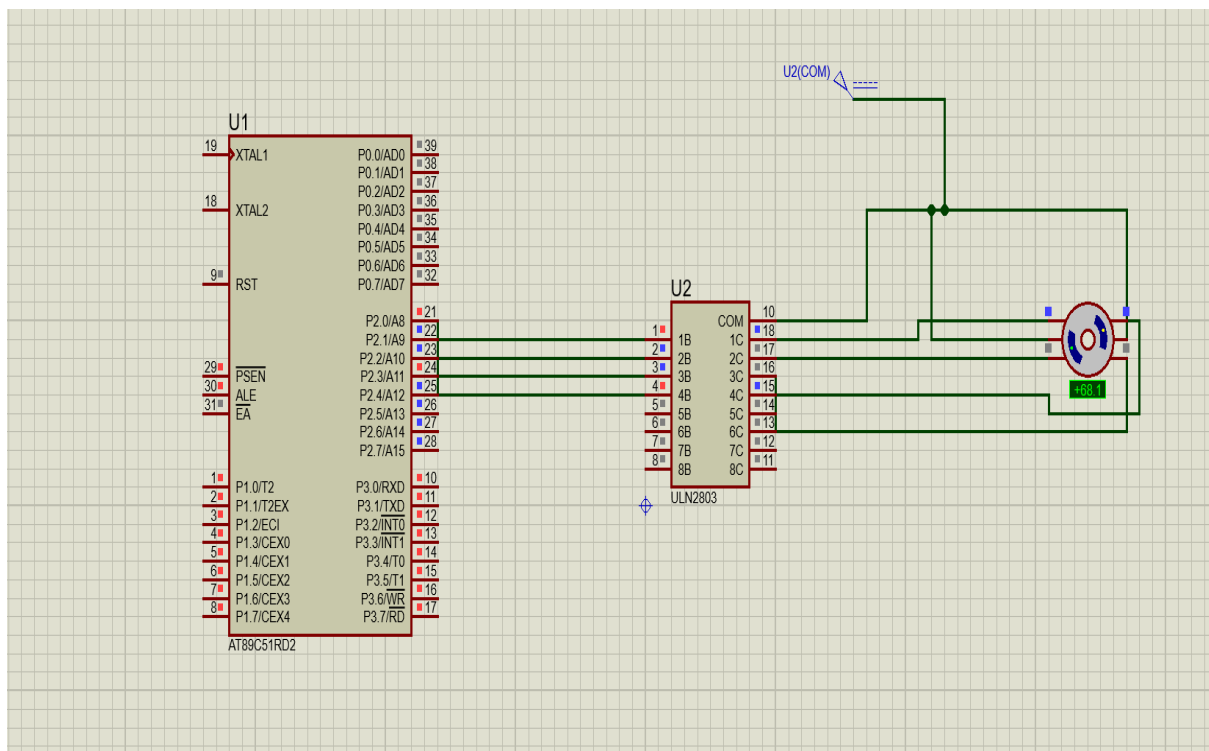 U2(COM)
U1
19 XTAL1
18 XTAL2
9 RST
29 PSEN
30 ALE
31 EA
1 P1.0/T2
2 P1.1/T2EX
3 P1.2/ECI
4 P1.3/CEX0
5 P1.4/CEX1
6 P1.5/CEX2
7 P1.6/CEX3
8 P1.7/CEX4
P0.0/AD0 39
P0.1/AD1 38
P0.2/AD2 37
P0.3/AD3 36
P0.4/AD4 35
P0.5/AD5 34
P0.6/AD6 33
P0.7/AD7 32
P2.0/A8 21
P2.1/A9 22
P2.2/A10 23
P2.3/A11 24
P2.4/A12 25
P2.5/A13 26
P2.6/A14 27
P2.7/A15 28
P3.0/RXD 10
P3.1/TXD 11
P3.2/INT0 12
P3.3/INT1 13
P3.4/T0 14
P3.5/T1 15
P3.6/WR 16
P3.7/RD 17
AT89C51RD2
U2
1 1B
2 2B
3 3B
4 4B
5 5B
6 6B
7 7B
8 8B
COM 10
1C 18
2C 17
3C 16
4C 15
5C 14
6C 13
7C 12
8C 11
ULN2803
+68.1